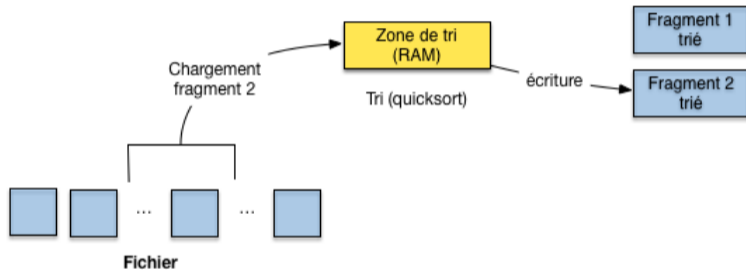 Fragment 1
trié
Zone de tri
(RAM)
Chargement
fragment 2
écriture
Fragment 2
trié
Tri (quicksort)
...
...
Fichier